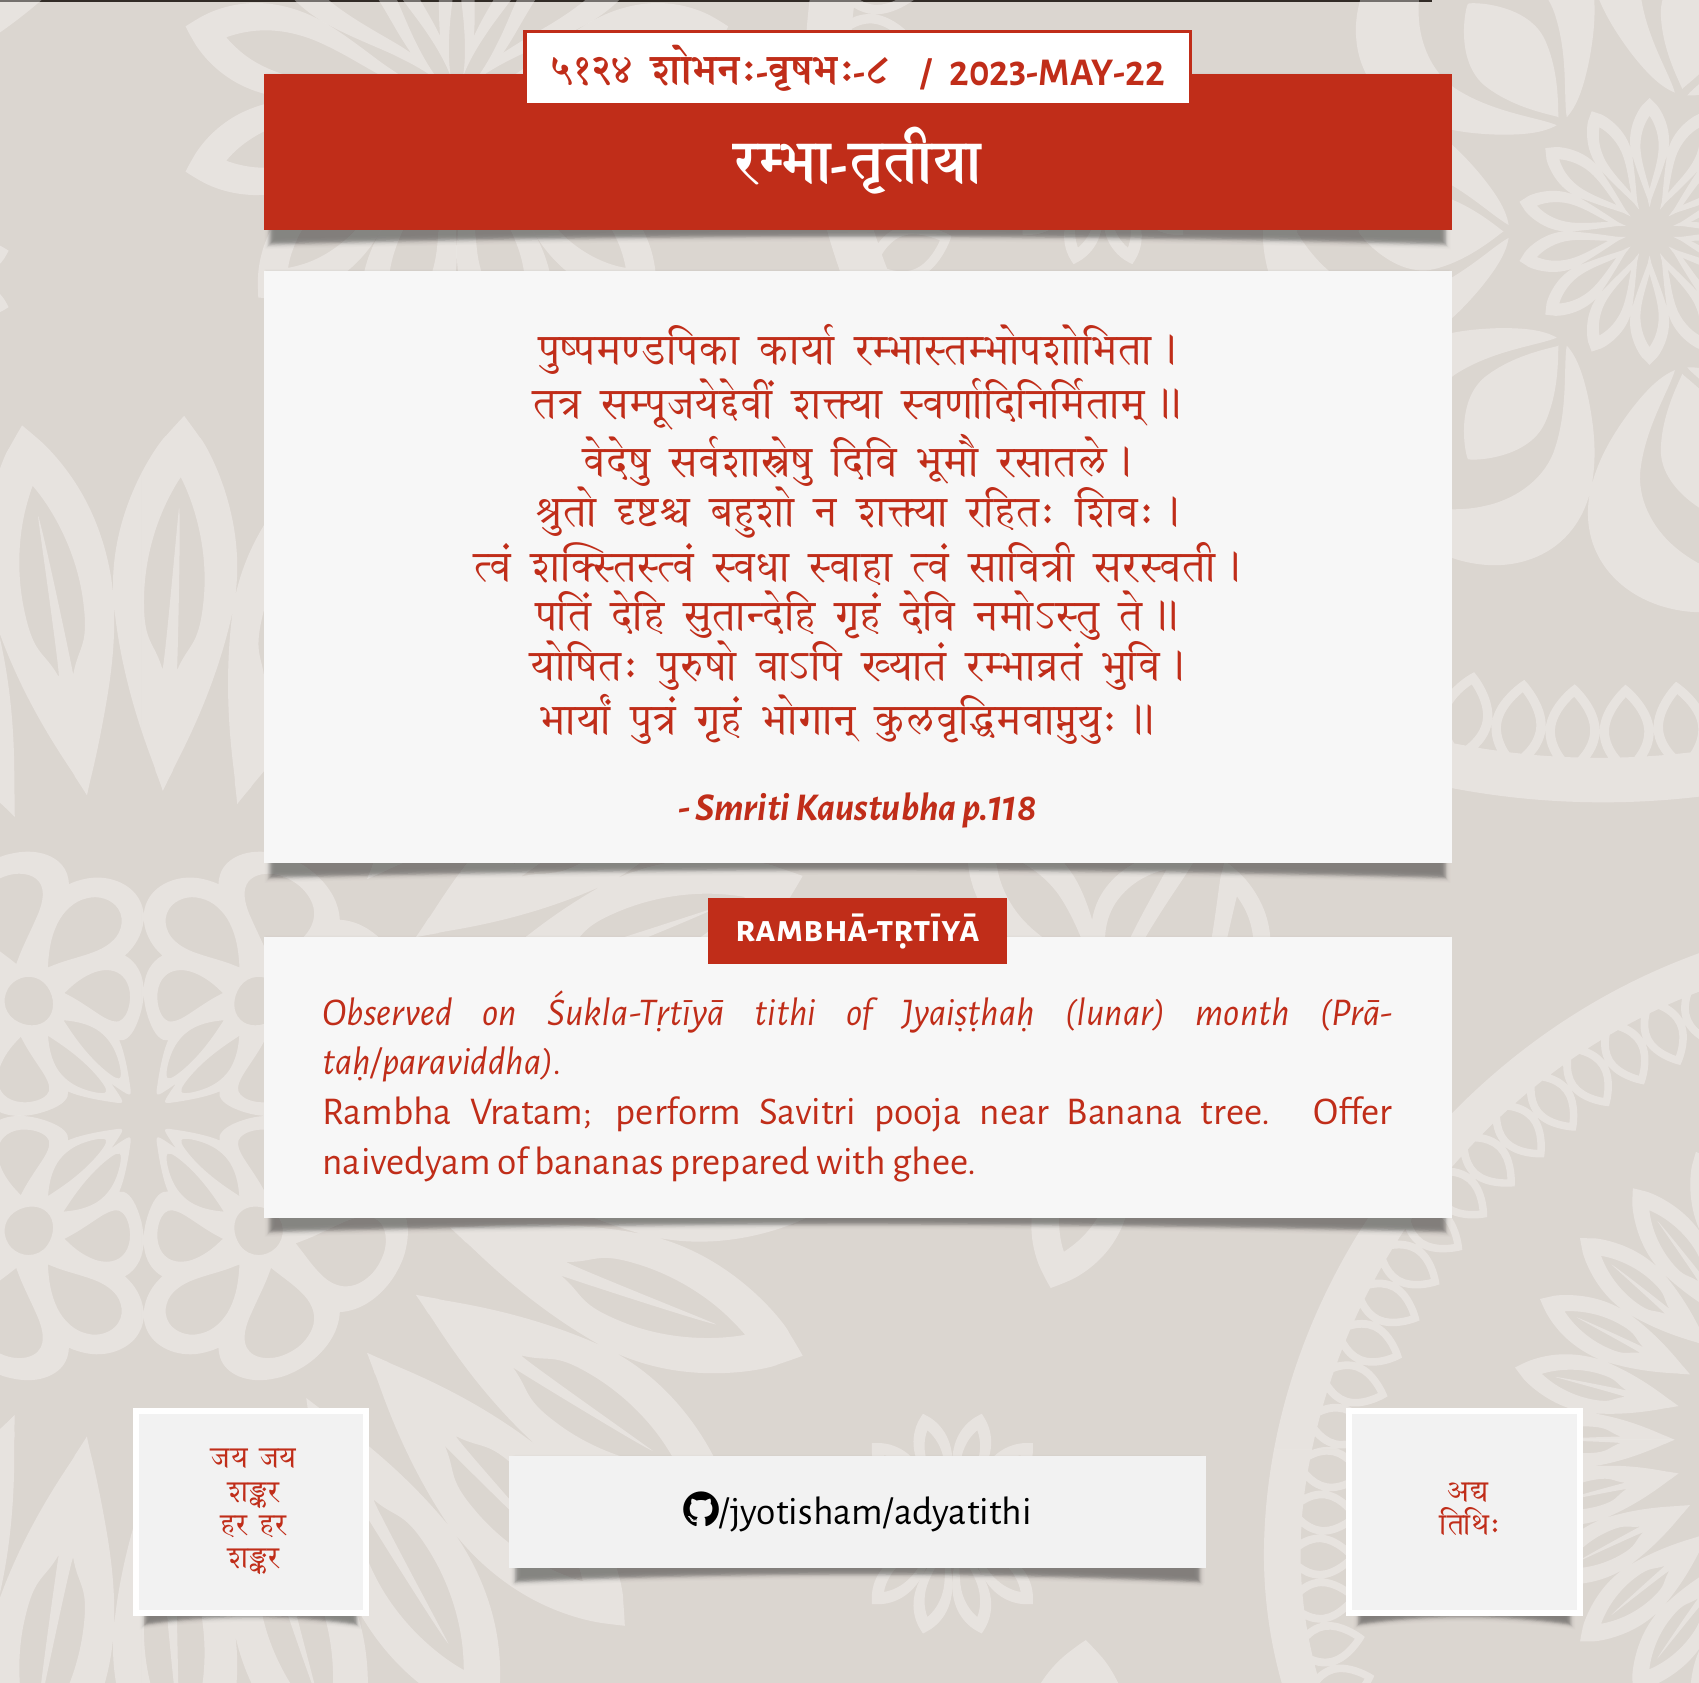 ५१२४ शोभनः-वृषभः-८ / 2023-MAY-22
रम्भा-तृतीया
पुष्पमण्डपिका कार्या रम्भास्तम्भोपशोभिता।
तत्र सम्पूजयेद्देवीं शक्त्या स्वर्णादिनिर्मिताम्॥
वेदेषु सर्वशास्त्रेषु दिवि भूमौ रसातले।
श्रुतो दृष्टश्च बहुशो न शक्त्या रहितः शिवः।
त्वं शक्स्तिस्त्वं स्वधा स्वाहा त्वं सावित्री सरस्वती।
पतिं देहि सुतान्देहि गृहं देवि नमोऽस्तु ते॥
योषितः पुरुषो वाऽपि ख्यातं रम्भाव्रतं भुवि।
भार्यां पुत्रं गृहं भोगान् कुलवृद्धिमवाप्नुयुः॥
- Smriti Kaustubha p.118
RAMBHĀ-TṚTĪYĀ
Observed on Śukla-Tṛtīyā tithi of Jyaiṣṭhaḥ (lunar) month (Prā-
taḥ/paraviddha).
Rambha Vratam; perform Savitri pooja near Banana tree. Offer
naivedyam of bananas prepared with ghee.
जय जय
शङ्कर
हर हर
शङ्कर
/jyotisham/adyatithi
अद्य
तिथिः